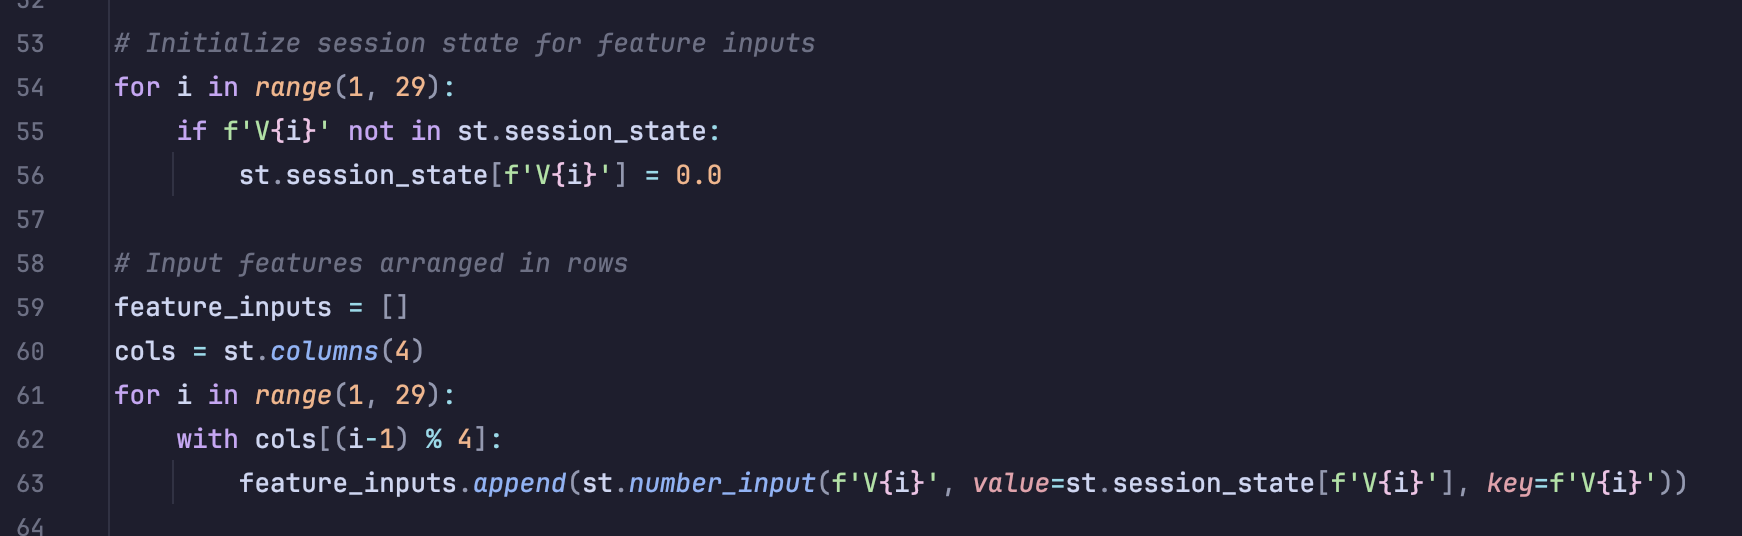 52
53 # Initialize session state for feature inputs
54 for i in range(1, 29):
55     if f'V{i}' not in st.session_state:
56         st.session_state[f'V{i}'] = 0.0
57
58 # Input features arranged in rows
59 feature_inputs = []
60 cols = st.columns(4)
61 for i in range(1, 29):
62     with cols[(i-1) % 4]:
63         feature_inputs.append(st.number_input(f'V{i}', value=st.session_state[f'V{i}'], key=f'V{i}'))
64